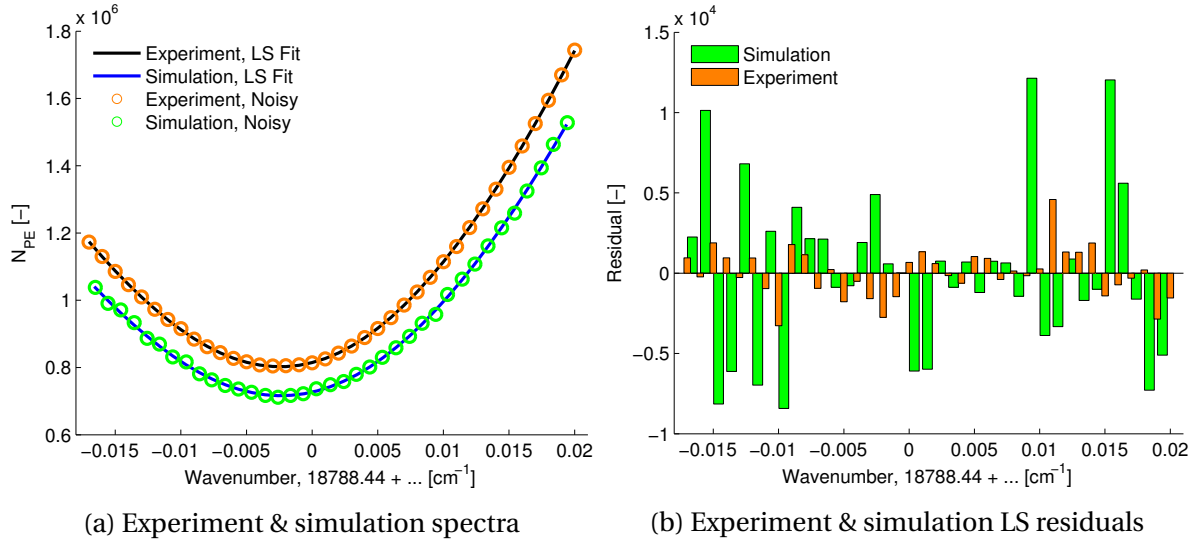 x 10⁶
1.8
1.6
1.4
1.2
1
0.8
0.6
N_PE [-]
Experiment, LS Fit
Simulation, LS Fit
Experiment, Noisy
Simulation, Noisy
−0.015 −0.01 −0.005 0 0.005 0.01 0.015 0.02
Wavenumber, 18788.44 + ... [cm⁻¹]
(a) Experiment & simulation spectra
x 10⁴
1.5
1
0.5
0
−0.5
−1
Residual [-]
Simulation
Experiment
−0.015 −0.01 −0.005 0 0.005 0.01 0.015 0.02
Wavenumber, 18788.44 + ... [cm⁻¹]
(b) Experiment & simulation LS residuals